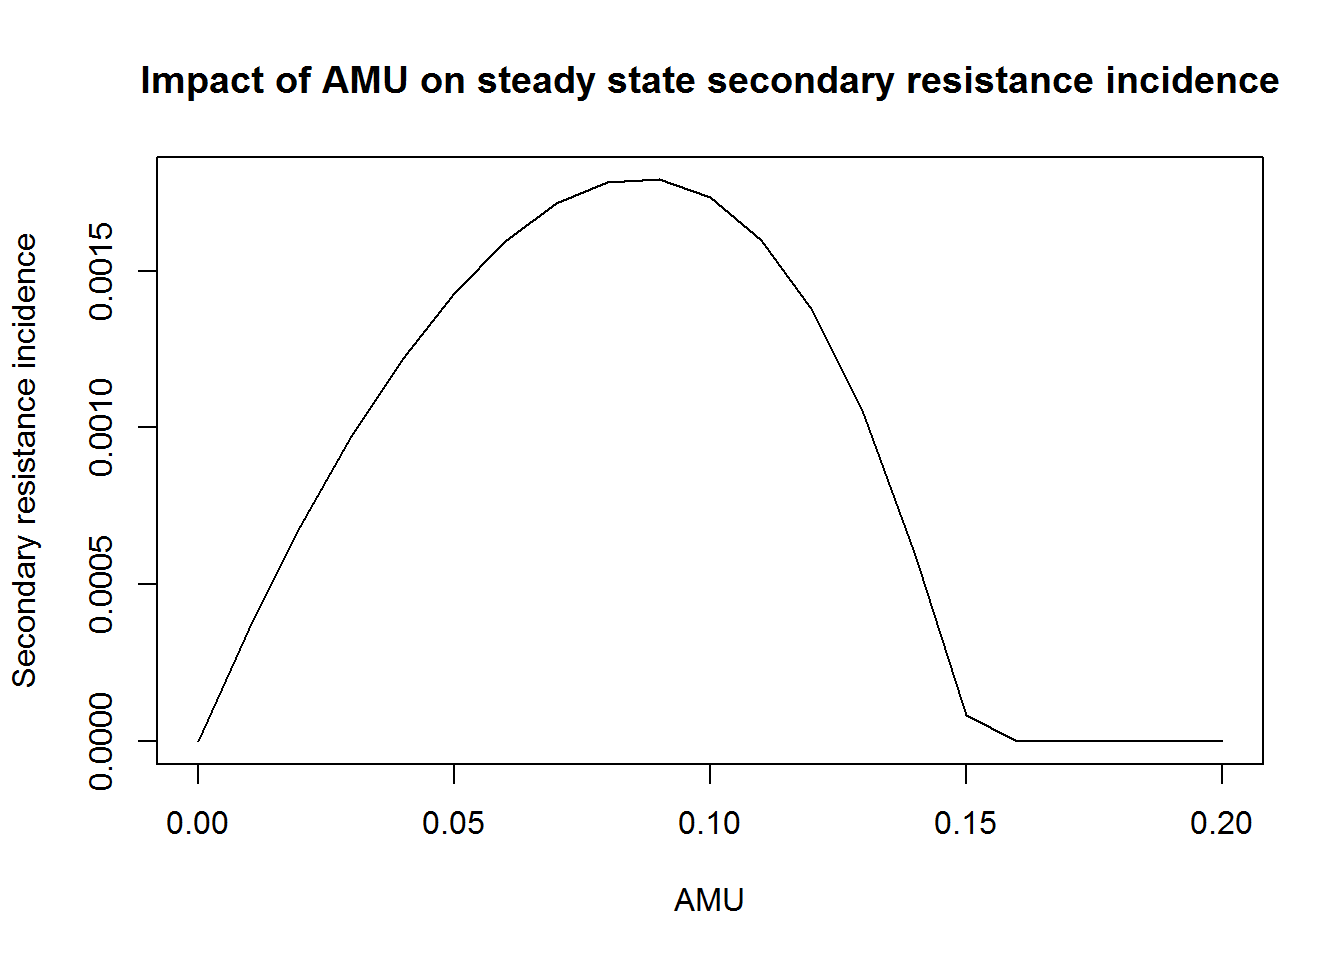 Impact of AMU on steady state secondary resistance incidence
Secondary resistance incidence
0.0015
0.0010
0.0005
0.0000
0.00 0.05 0.10 0.15 0.20
AMU